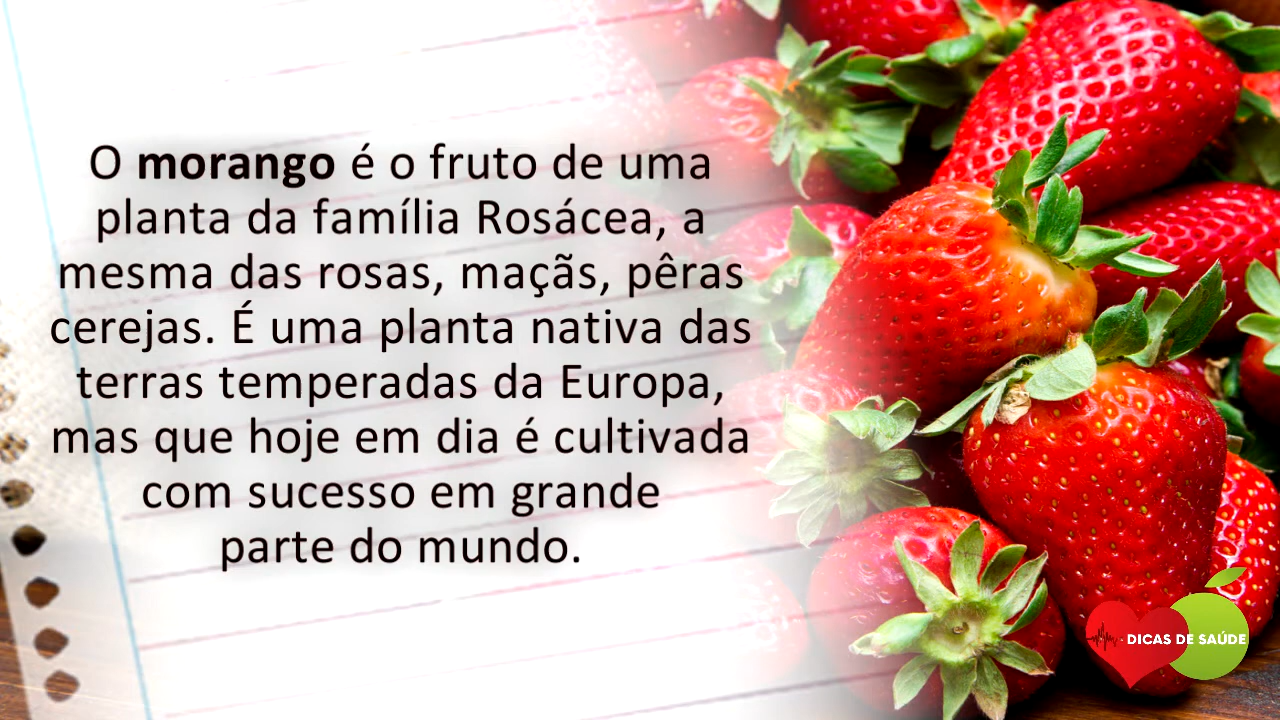 O morango é o fruto de uma
planta da família Rosácea, a
mesma das rosas, maçãs, pêras
cerejas. É uma planta nativa das
terras temperadas da Europa,
mas que hoje em dia é cultivada
com sucesso em grande
parte do mundo.
DICAS DE SAÚDE